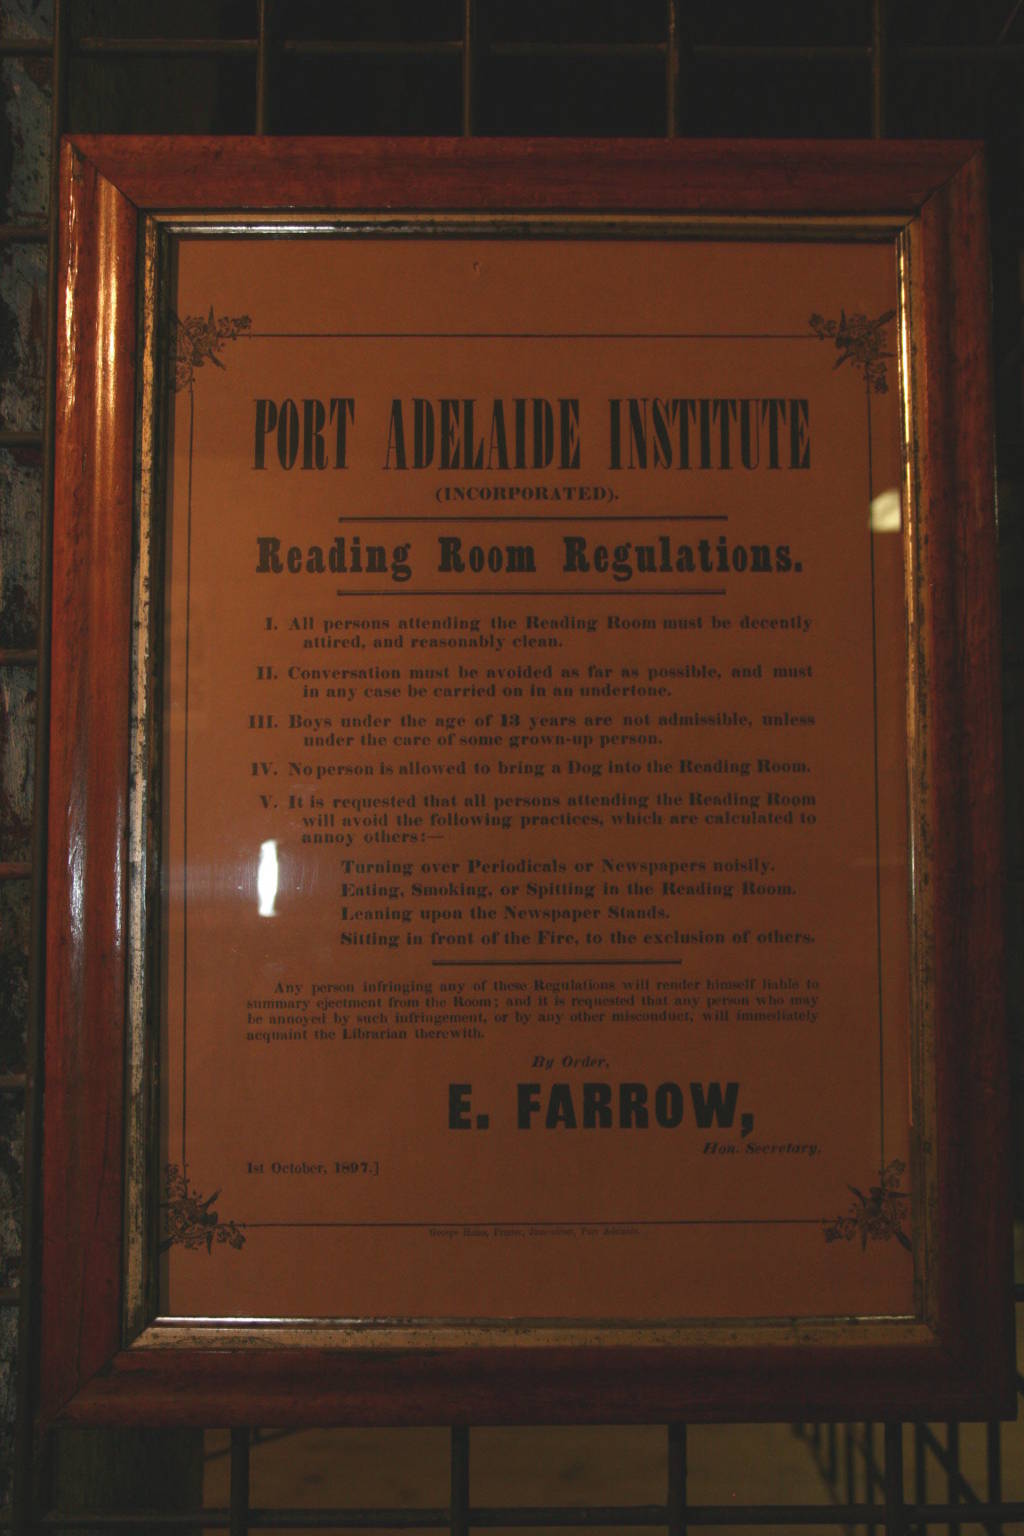 PORT ADELAIDE INSTITUTE
(INCORPORATED).
Reading Room Regulations.
I. All persons attending the Reading Room must be decently
attired, and reasonably clean.
II. Conversation must be avoided as far as possible, and must
in any case be carried on in an undertone.
III. Boys under the age of 13 years are not admissible, unless
under the care of some grown-up person.
IV. No person is allowed to bring a Dog into the Reading Room.
V. It is requested that all persons attending the Reading Room
will avoid the following practices, which are calculated to
annoy others:—
Turning over Periodicals or Newspapers noisily.
Eating, Smoking, or Spitting in the Reading Room.
Leaning upon the Newspaper Stands.
Sitting in front of the Fire, to the exclusion of others.
Any person infringing any of these Regulations will render himself liable to
summary ejectment from the Room; and it is requested that any person who may
be annoyed by such infringement, or by any other misconduct, will immediately
acquaint the Librarian therewith.
By Order,
E. FARROW,
Hon. Secretary.
1st October, 1897.]
George Printer, Port Adelaide.